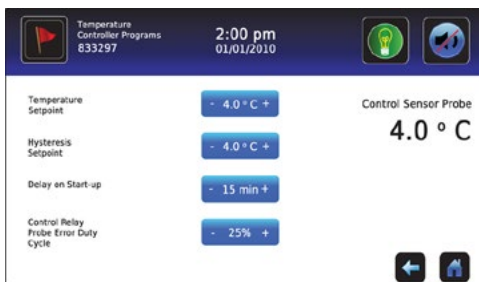 Temperature
Controller Programs
833297
2:00 pm
01/01/2010
Temperature
Setpoint
- 4.0 ° C +
Control Sensor Probe
4.0 ° C
Hysteresis
Setpoint
- 4.0 ° C +
Delay on Start-up
- 15 min +
Control Relay
Probe Error Duty
Cycle
- 25% +